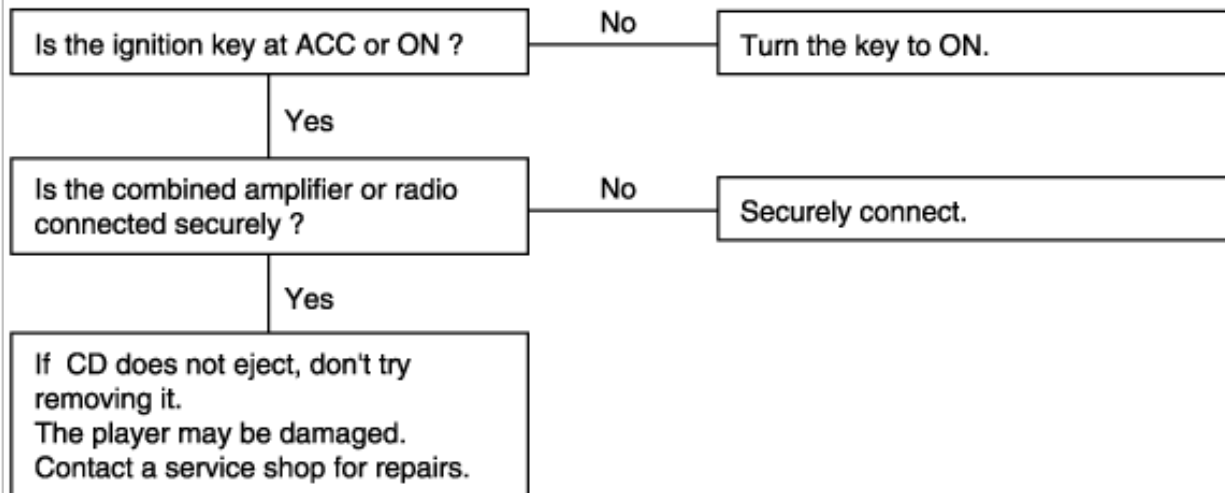 Is the ignition key at ACC or ON ?
No
Turn the key to ON.
Yes
Is the combined amplifier or radio
connected securely ?
No
Securely connect.
Yes
If CD does not eject, don't try
removing it.
The player may be damaged.
Contact a service shop for repairs.